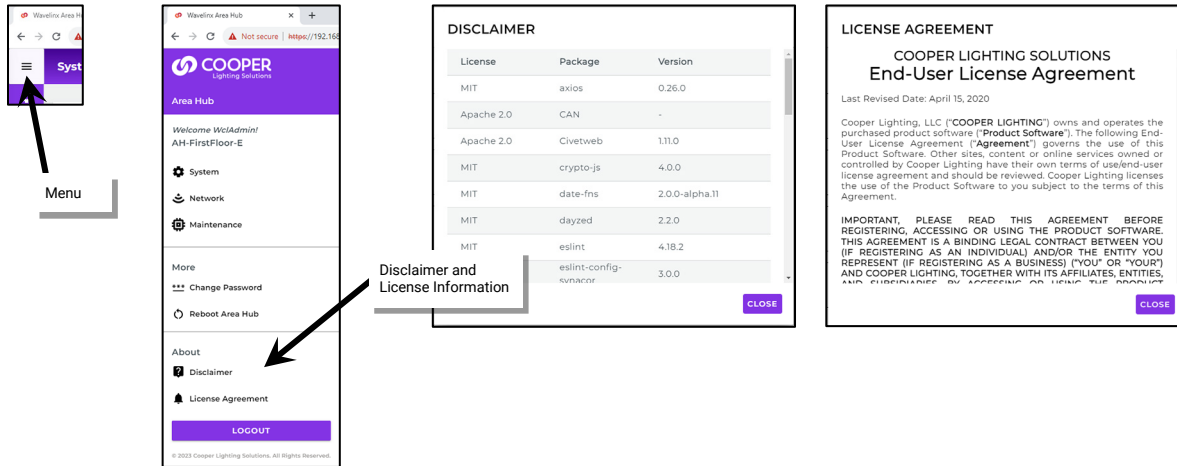 Wavelinx Area H
Syst
Menu
Wavelinx Area Hub
Not secure | https://192.168
COOPER
Lighting Solutions
Area Hub
Welcome WclAdmin!
AH-FirstFloor-E
System
Network
Maintenance
More
*** Change Password
Reboot Area Hub
About
Disclaimer
License Agreement
LOGOUT
© 2023 Cooper Lighting Solutions. All Rights Reserved.
Disclaimer and
License Information
DISCLAIMER
License Package Version
MIT axios 0.26.0
Apache 2.0 CAN -
Apache 2.0 Civetweb 1.11.0
MIT crypto-js 4.0.0
MIT date-fns 2.0.0-alpha.11
MIT dayzed 2.2.0
MIT eslint 4.18.2
eslint-config-
synacor 3.0.0
CLOSE
LICENSE AGREEMENT
COOPER LIGHTING SOLUTIONS
End-User License Agreement
Last Revised Date: April 15, 2020
Cooper Lighting, LLC (“COOPER LIGHTING”) owns and operates the
purchased product software (“Product Software”). The following End-
User License Agreement (“Agreement”) governs the use of this
Product Software. Other sites, content or online services owned or
controlled by Cooper Lighting have their own terms of use/end-user
license agreement and should be reviewed. Cooper Lighting licenses
the use of the Product Software to you subject to the terms of this
Agreement.
IMPORTANT, PLEASE READ THIS AGREEMENT BEFORE
REGISTERING, ACCESSING OR USING THE PRODUCT SOFTWARE.
THIS AGREEMENT IS A BINDING LEGAL CONTRACT BETWEEN YOU
(IF REGISTERING AS AN INDIVIDUAL) AND/OR THE ENTITY YOU
REPRESENT (IF REGISTERING AS A BUSINESS) (“YOU” OR “YOUR”)
AND COOPER LIGHTING, TOGETHER WITH ITS AFFILIATES, ENTITIES,
AND SUBSIDIARIES. BY ACCESSING OR USING THE PRODUCT
CLOSE